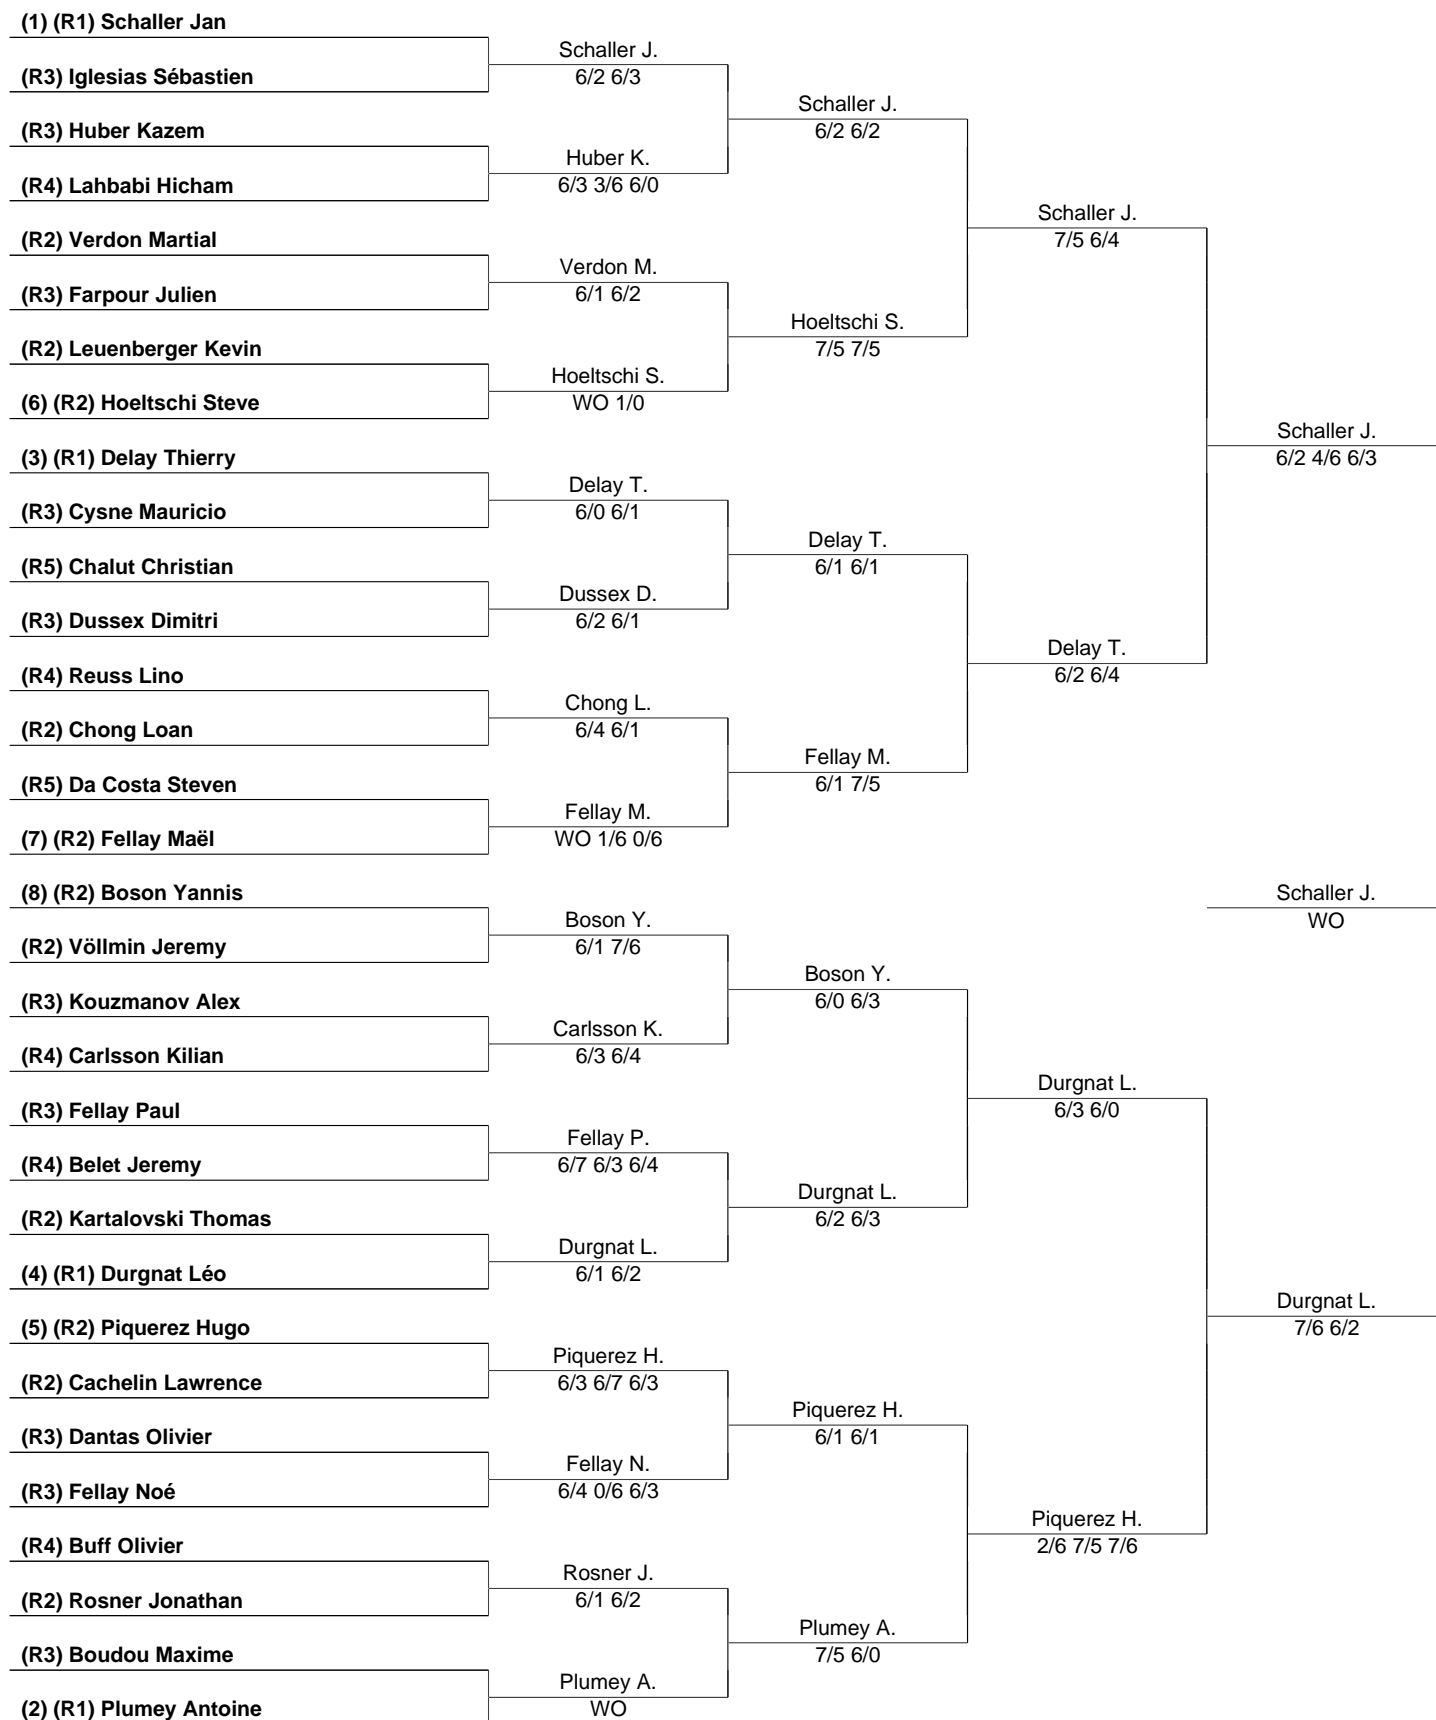 (1) (R1) Schaller Jan
(R3) Iglesias Sébastien
(R3) Huber Kazem
(R4) Lahbabi Hicham
(R2) Verdon Martial
(R3) Farpour Julien
(R2) Leuenberger Kevin
(6) (R2) Hoeltschi Steve
(3) (R1) Delay Thierry
(R3) Cysne Mauricio
(R5) Chalut Christian
(R3) Dussex Dimitri
(R4) Reuss Lino
(R2) Chong Loan
(R5) Da Costa Steven
(7) (R2) Fellay Maël
(8) (R2) Boson Yannis
(R2) Völlmin Jeremy
(R3) Kouzmanov Alex
(R4) Carlsson Kilian
(R3) Fellay Paul
(R4) Belet Jeremy
(R2) Kartalovski Thomas
(4) (R1) Durgnat Léo
(5) (R2) Piquerez Hugo
(R2) Cachelin Lawrence
(R3) Dantas Olivier
(R3) Fellay Noé
(R4) Buff Olivier
(R2) Rosner Jonathan
(R3) Boudou Maxime
(2) (R1) Plumey Antoine
Schaller J.
6/2 6/3
Huber K.
6/3 3/6 6/0
Verdon M.
6/1 6/2
Hoeltschi S.
WO 1/0
Delay T.
6/0 6/1
Dussex D.
6/2 6/1
Chong L.
6/4 6/1
Fellay M.
WO 1/6 0/6
Boson Y.
6/1 7/6
Carlsson K.
6/3 6/4
Fellay P.
6/7 6/3 6/4
Durgnat L.
6/1 6/2
Piquerez H.
6/3 6/7 6/3
Fellay N.
6/4 0/6 6/3
Rosner J.
6/1 6/2
Plumey A.
WO
Schaller J.
6/2 6/2
Hoeltschi S.
7/5 7/5
Delay T.
6/1 6/1
Fellay M.
6/1 7/5
Boson Y.
6/0 6/3
Durgnat L.
6/2 6/3
Piquerez H.
6/1 6/1
Plumey A.
7/5 6/0
Schaller J.
7/5 6/4
Delay T.
6/2 6/4
Durgnat L.
6/3 6/0
Piquerez H.
2/6 7/5 7/6
Schaller J.
6/2 4/6 6/3
Schaller J.
WO
Durgnat L.
7/6 6/2